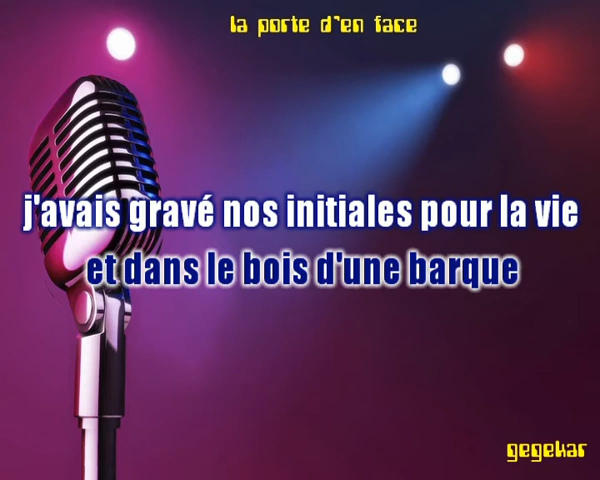 la porte d'en face
j'avais gravé nos initiales pour la vie
et dans le bois d'une barque
gegekar